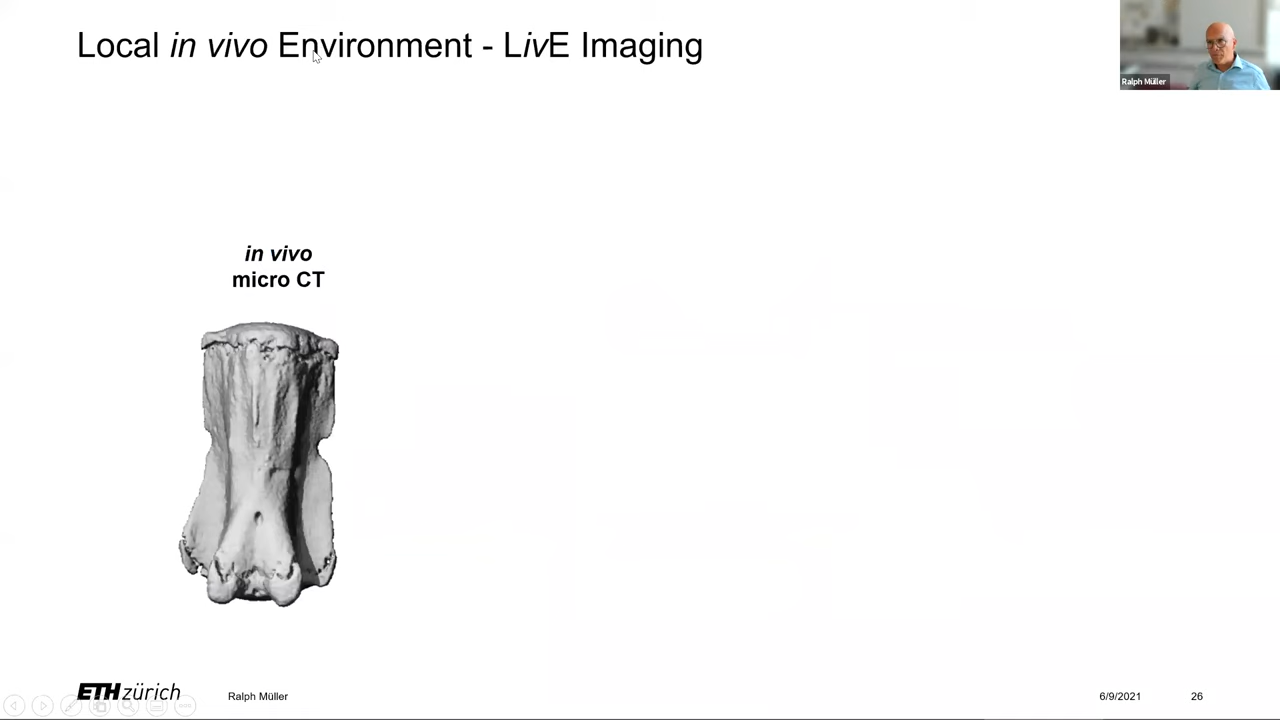 Local in vivo Environment - LivE Imaging
Ralph Müller
in vivo
micro CT
ETH zürich
Ralph Müller
6/9/2021
26